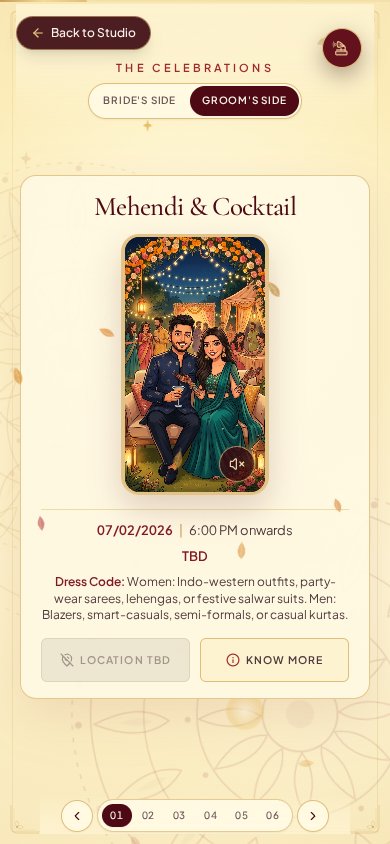 Back to Studio
THE CELEBRATIONS
BRIDE'S SIDE
GROOM'S SIDE
Mehendi & Cocktail
07/02/2026 | 6:00 PM onwards
TBD
Dress Code: Women: Indo-western outfits, party-
wear sarees, lehengas, or festive salwar suits. Men:
Blazers, smart-casuals, semi-formals, or casual kurtas.
LOCATION TBD
KNOW MORE
01 02 03 04 05 06